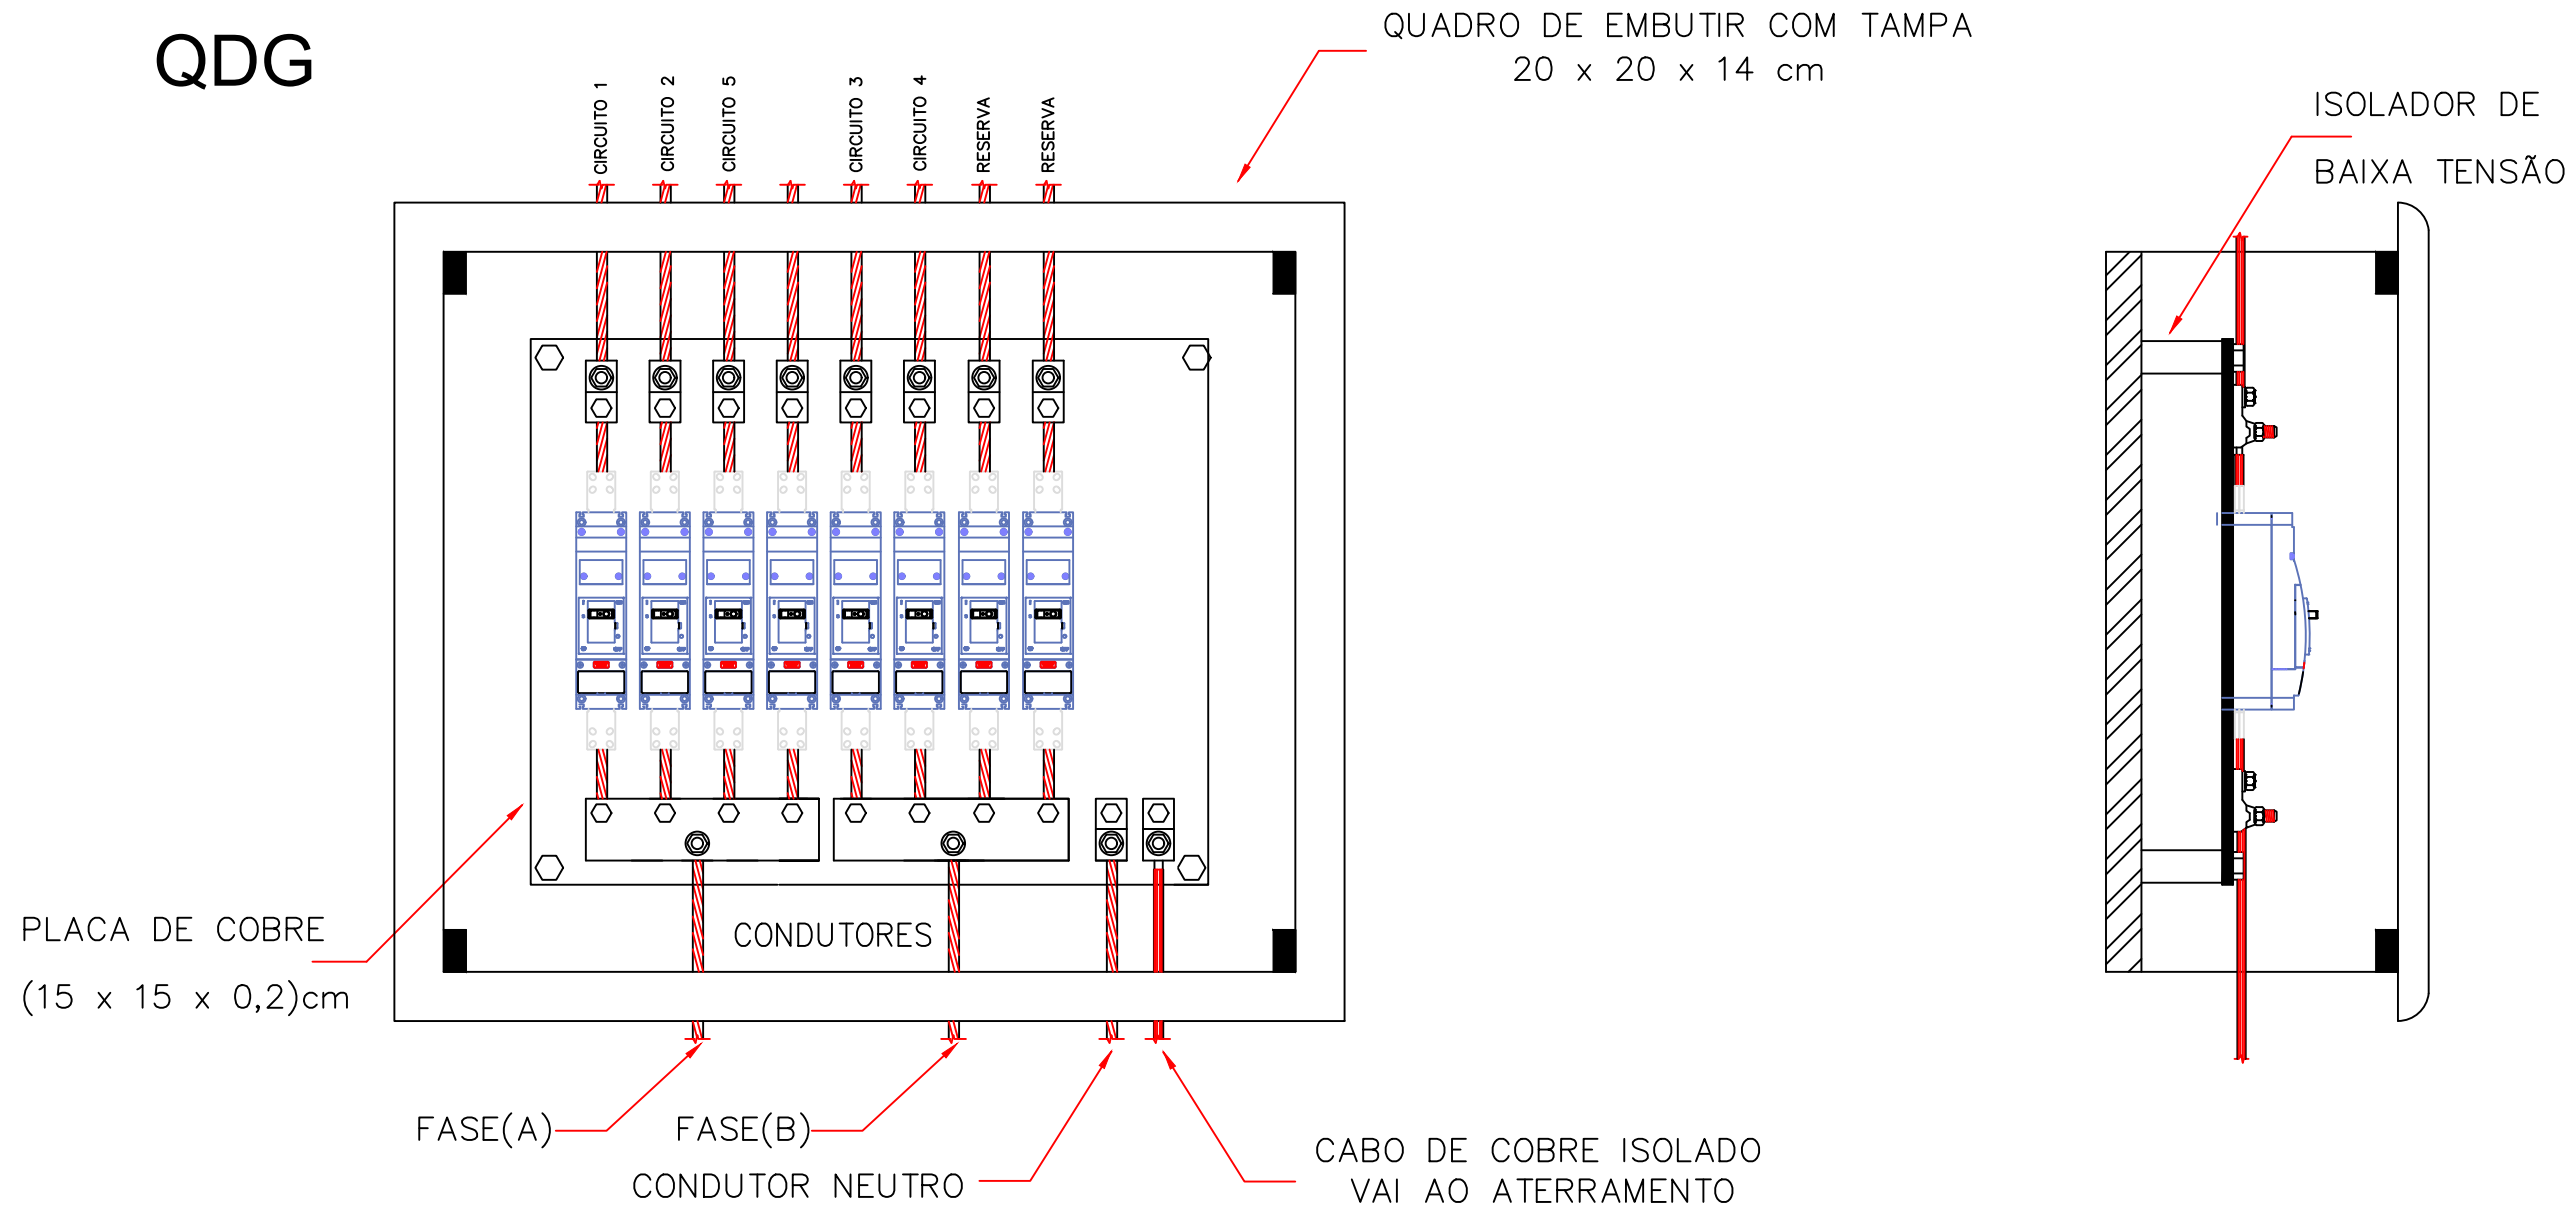 QDG
QUADRO DE EMBUTIR COM TAMPA
20 x 20 x 14 cm
ISOLADOR DE
BAIXA TENSÃO
CIRCUITO 1
CIRCUITO 2
CIRCUITO 5
CIRCUITO 3
CIRCUITO 4
RESERVA
RESERVA
PLACA DE COBRE
(15 x 15 x 0,2)cm
CONDUTORES
FASE(A)
FASE(B)
CONDUTOR NEUTRO
CABO DE COBRE ISOLADO
VAI AO ATERRAMENTO